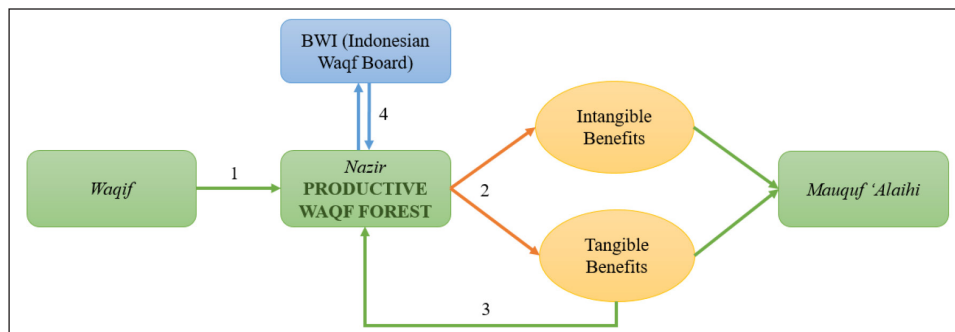 BWI (Indonesian
Waqf Board)
4
Waqif
1
Nazir
PRODUCTIVE
WAQF FOREST
2
Intangible
Benefits
Tangible
Benefits
Mauquf ‘Alaihi
3